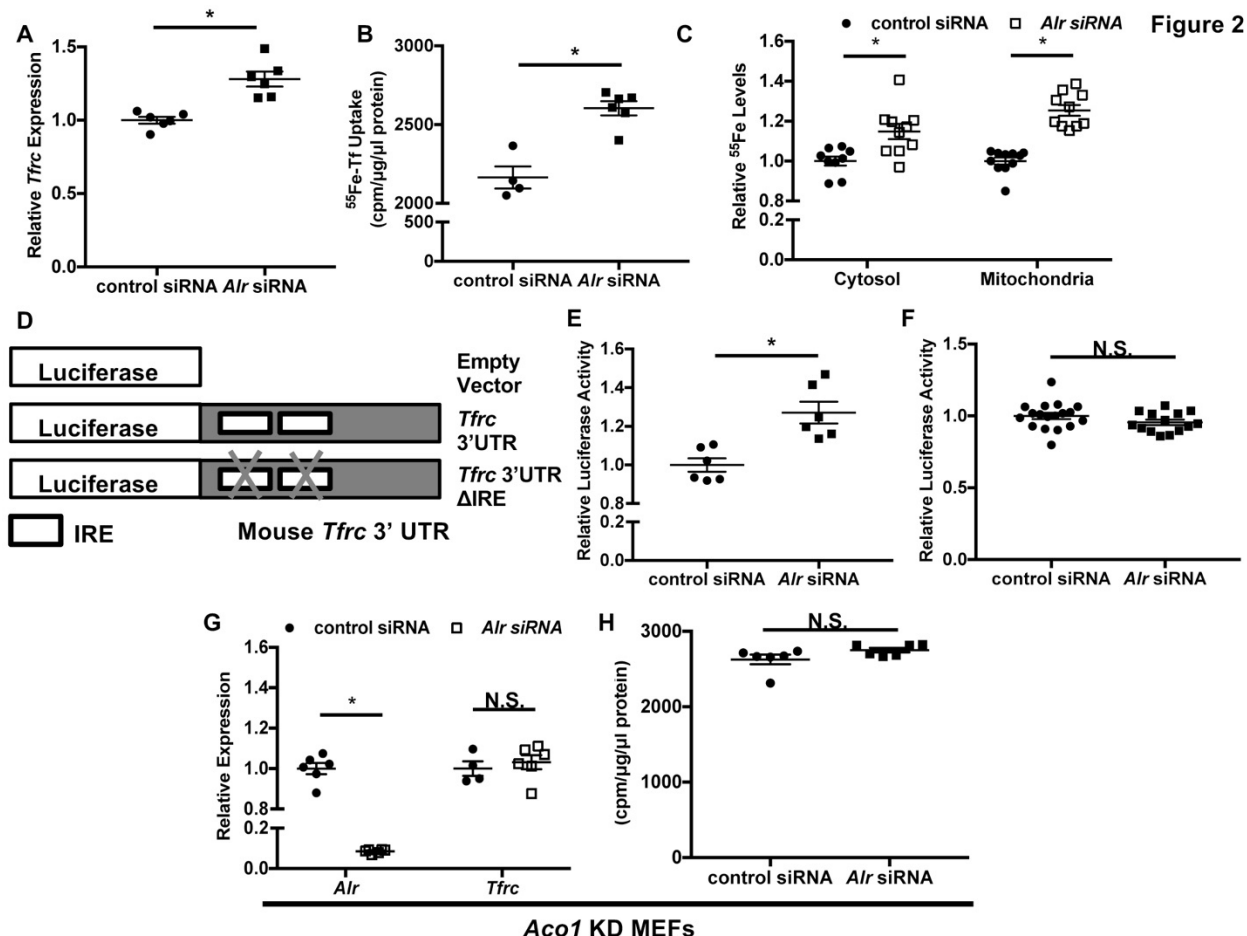 Figure 2
A
*
Relative Tfrc Expression
1.5
1.0
0.5
0.0
control siRNA Alr siRNA
B
*
55Fe-Tf Uptake
(cpm/µg/µl protein)
3000
2500
2000
500
0
control siRNA Alr siRNA
C
control siRNA Alr siRNA
* *
Relative 55Fe Levels
1.6
1.4
1.2
1.0
0.8
0.2
0.0
Cytosol Mitochondria
D
Luciferase Empty
Vector
Luciferase Tfrc
3'UTR
Luciferase Tfrc 3'UTR
ΔIRE
IRE Mouse Tfrc 3' UTR
E
*
Relative Luciferase Activity
1.6
1.4
1.2
1.0
0.8
0.2
0.0
control siRNA Alr siRNA
F
N.S.
Relative Luciferase Activity
1.5
1.0
0.5
0.0
control siRNA Alr siRNA
G
control siRNA Alr siRNA
* N.S.
Relative Expression
1.6
1.4
1.2
1.0
0.8
0.2
0.0
Alr Tfrc
H
N.S.
(cpm/µg/µl protein)
3000
2000
1000
0
control siRNA Alr siRNA
Aco1 KD MEFs